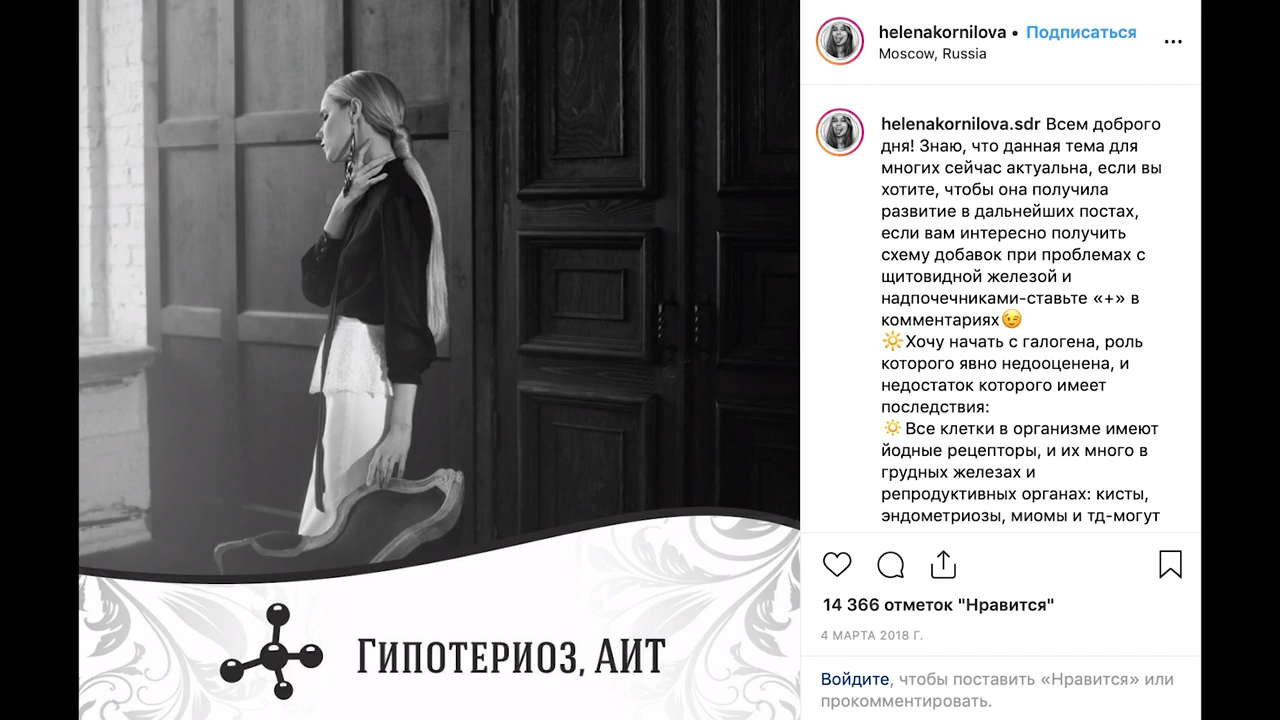 helenakornilova • Подписаться
Moscow, Russia
helenakornilova.sdr Всем доброго
дня! Знаю, что данная тема для
многих сейчас актуальна, если вы
хотите, чтобы она получила
развитие в дальнейших постах,
если вам интересно получить
схему добавок при проблемах с
щитовидной железой и
надпочечниками-ставьте «+» в
комментариях😉
☀️Хочу начать с галогена, роль
которого явно недооценена, и
недостаток которого имеет
последствия:
🔅Все клетки в организме имеют
йодные рецепторы, и их много в
грудных железах и
репродуктивных органах: кисты,
эндометриозы, миомы и тд-могут
14 366 отметок "Нравится"
4 МАРТА 2018 Г.
Войдите, чтобы поставить «Нравится» или
прокомментировать.
Гипотериоз, АИТ